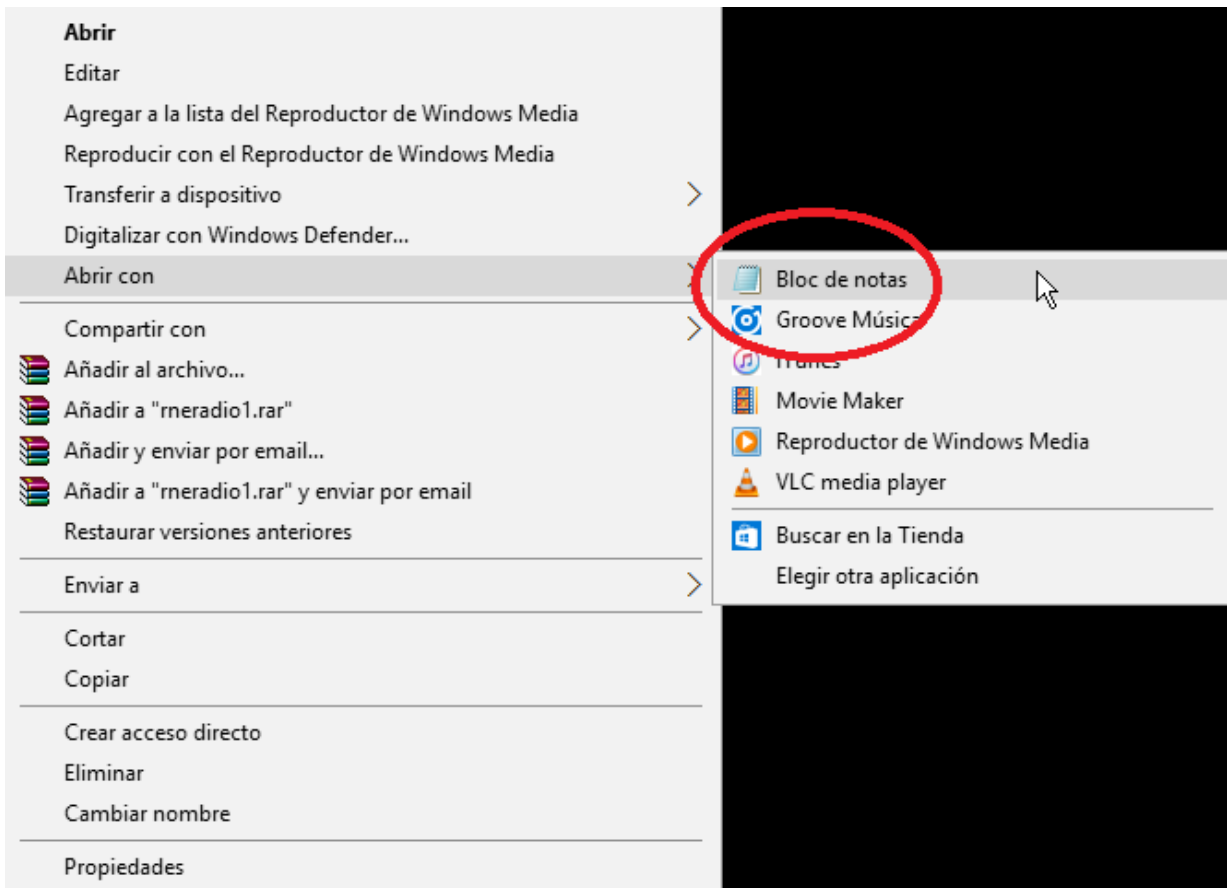 Abrir
Editar
Agregar a la lista del Reproductor de Windows Media
Reproducir con el Reproductor de Windows Media
Transferir a dispositivo
Digitalizar con Windows Defender...
Abrir con
Compartir con
Añadir al archivo...
Añadir a "rneradio1.rar"
Añadir y enviar por email...
Añadir a "rneradio1.rar" y enviar por email
Restaurar versiones anteriores
Enviar a
Cortar
Copiar
Crear acceso directo
Eliminar
Cambiar nombre
Propiedades
Bloc de notas
Groove Música
iTunes
Movie Maker
Reproductor de Windows Media
VLC media player
Buscar en la Tienda
Elegir otra aplicación